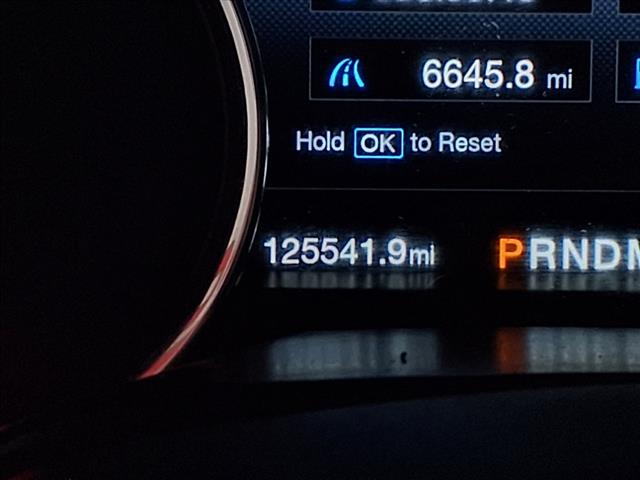 6645.8 mi
Hold OK to Reset
125541.9mi PRNDM